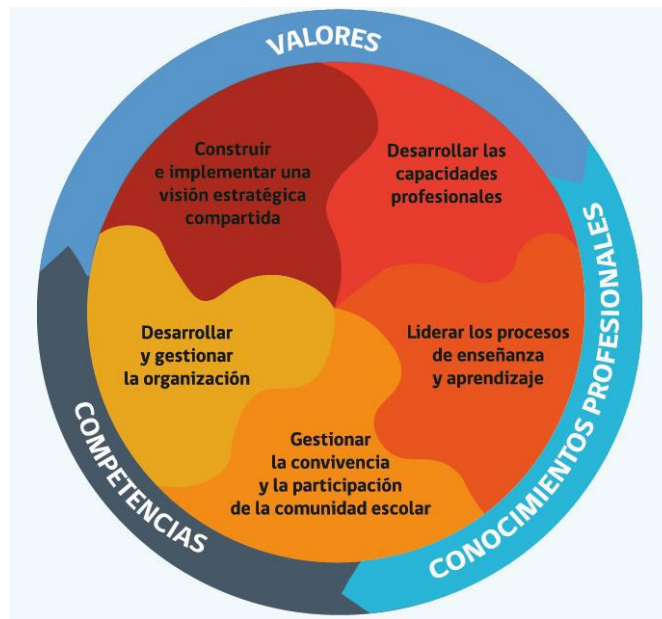 VALORES
Construir
e implementar una
visión estratégica
compartida
Desarrollar las
capacidades
profesionales
Desarrollar
y gestionar
la organización
Liderar los procesos
de enseñanza
y aprendizaje
Gestionar
la convivencia
y la participación
de la comunidad escolar
COMPETENCIAS
CONOCIMIENTOS PROFESIONALES